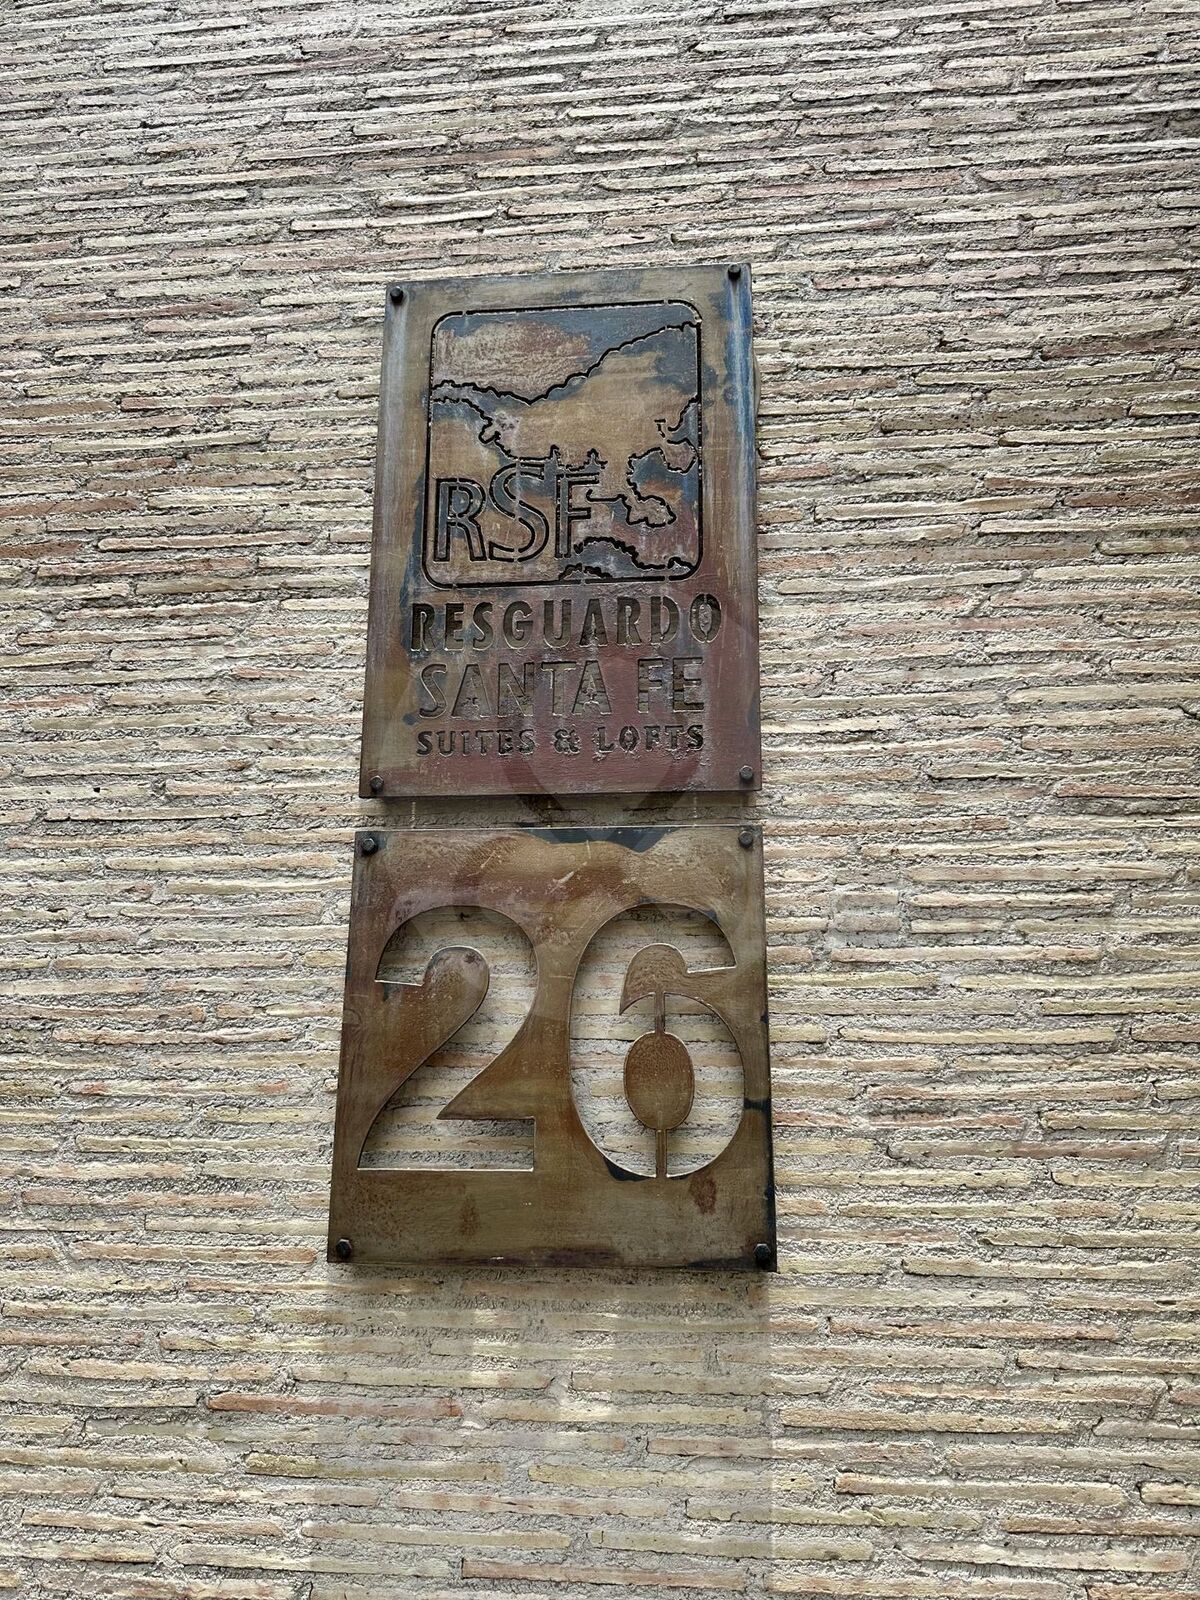 RSF
RESGUARDO
SANTA FE
SUITES & LOFTS
26